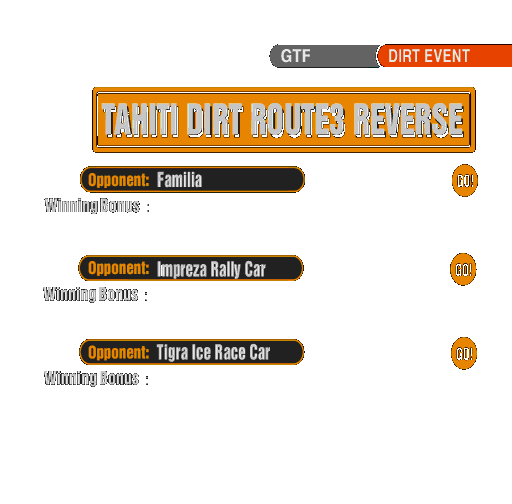 GTF DIRT EVENT
TAHITI DIRT ROUTE3 REVERSE
Opponent: Familia GO!
Winning Bonus :
Opponent: Impreza Rally Car GO!
Winning Bonus :
Opponent: Tigra Ice Race Car GO!
Winning Bonus :